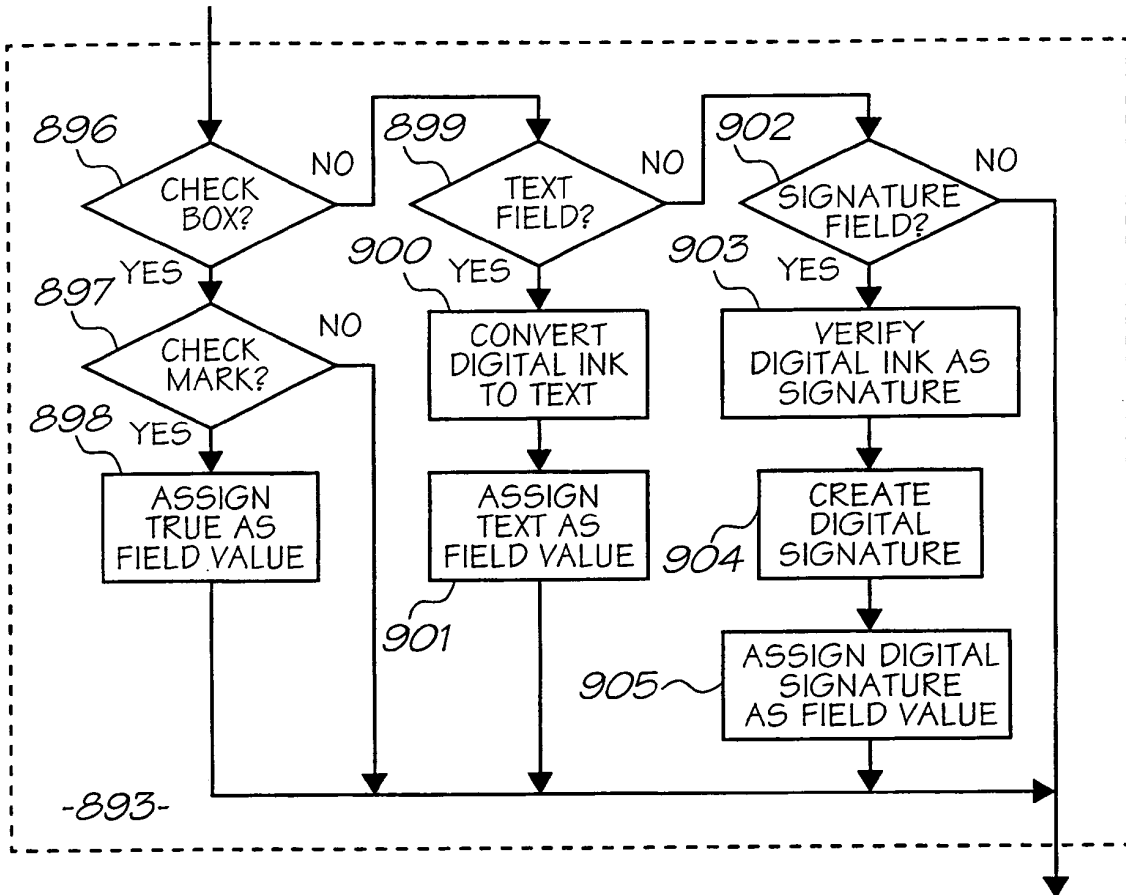 896
CHECK
BOX?
NO
YES
897
CHECK
MARK?
NO
YES
898
ASSIGN
TRUE AS
FIELD VALUE
899
TEXT
FIELD?
NO
YES
900
CONVERT
DIGITAL INK
TO TEXT
ASSIGN
TEXT AS
FIELD VALUE
901
902
SIGNATURE
FIELD?
NO
YES
903
VERIFY
DIGITAL INK AS
SIGNATURE
CREATE
DIGITAL
SIGNATURE
904
ASSIGN DIGITAL
SIGNATURE
AS FIELD VALUE
905
-893-